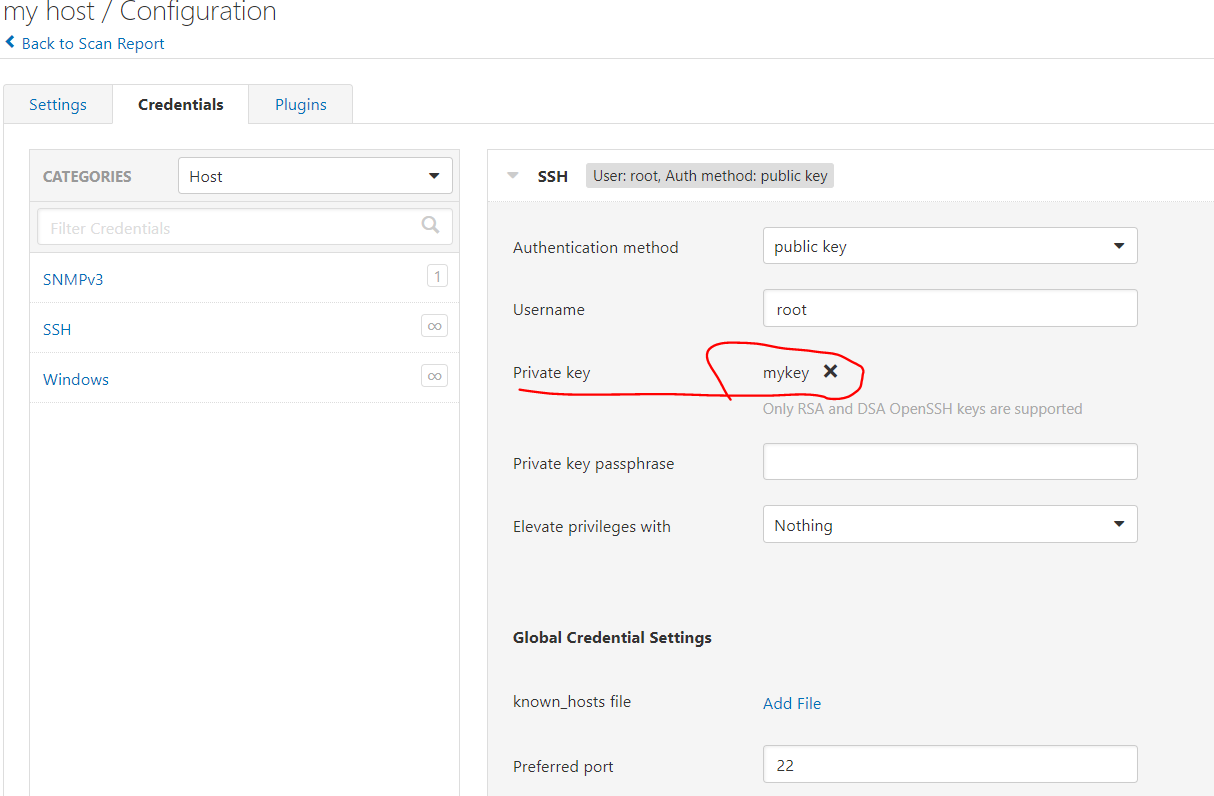 my host / Configuration
Back to Scan Report
Settings
Credentials
Plugins
CATEGORIES
Host
Filter Credentials
SNMPv3
1
SSH
∞
Windows
∞
SSH
User: root, Auth method: public key
Authentication method
public key
Username
root
Private key
mykey
Only RSA and DSA OpenSSH keys are supported
Private key passphrase
Elevate privileges with
Nothing
Global Credential Settings
known_hosts file
Add File
Preferred port
22